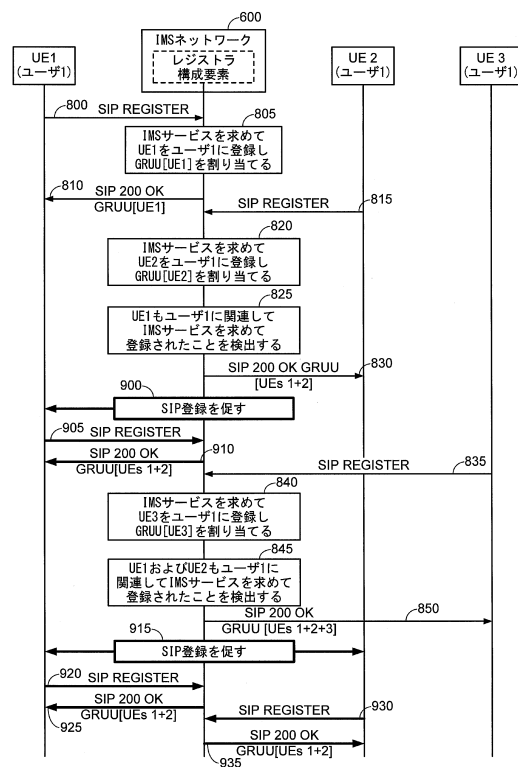 600
UE1
(ユーザ1)
IMSネットワーク
レジストラ
構成要素
UE 2
(ユーザ1)
UE 3
(ユーザ1)
800
SIP REGISTER
805
IMSサービスを求めて
UE1をユーザ1に登録し
GRUU[UE1]を割り当てる
810
SIP 200 OK
GRUU[UE1]
SIP REGISTER
815
820
IMSサービスを求めて
UE2をユーザ1に登録し
GRUU[UE2]を割り当てる
825
UE1もユーザ1に関連して
IMSサービスを求めて
登録されたことを検出する
SIP 200 OK GRUU
[UEs 1+2]
830
900
SIP登録を促す
905
SIP REGISTER
SIP 200 OK
GRUU[UEs 1+2]
910
SIP REGISTER
835
840
IMSサービスを求めて
UE3をユーザ1に登録し
GRUU[UE3]を割り当てる
845
UE1およびUE2もユーザ1に
関連してIMSサービスを求めて
登録されたことを検出する
SIP 200 OK
GRUU [UEs 1+2+3]
850
915
SIP登録を促す
920
SIP REGISTER
SIP 200 OK
GRUU[UEs 1+2]
925
SIP REGISTER
930
SIP 200 OK
GRUU[UEs 1+2]
935